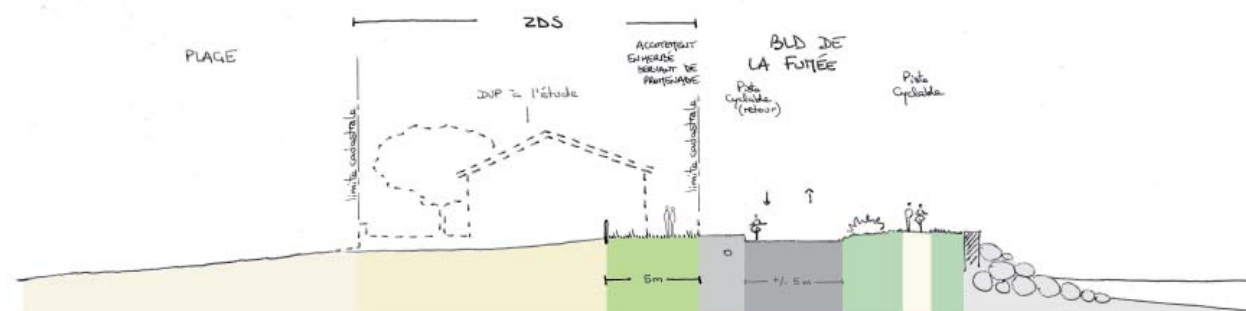 ZDS
PLAGE
ACCOTEMENT
ENHERBÉ
SERVANT DE
PROMENADE
BLD DE
LA FUMÉE
Piste
Cyclable
(retour)
Piste
Cyclable
DUP à l'étude
limite cadastrale
limite cadastrale
5m
+/- 5m